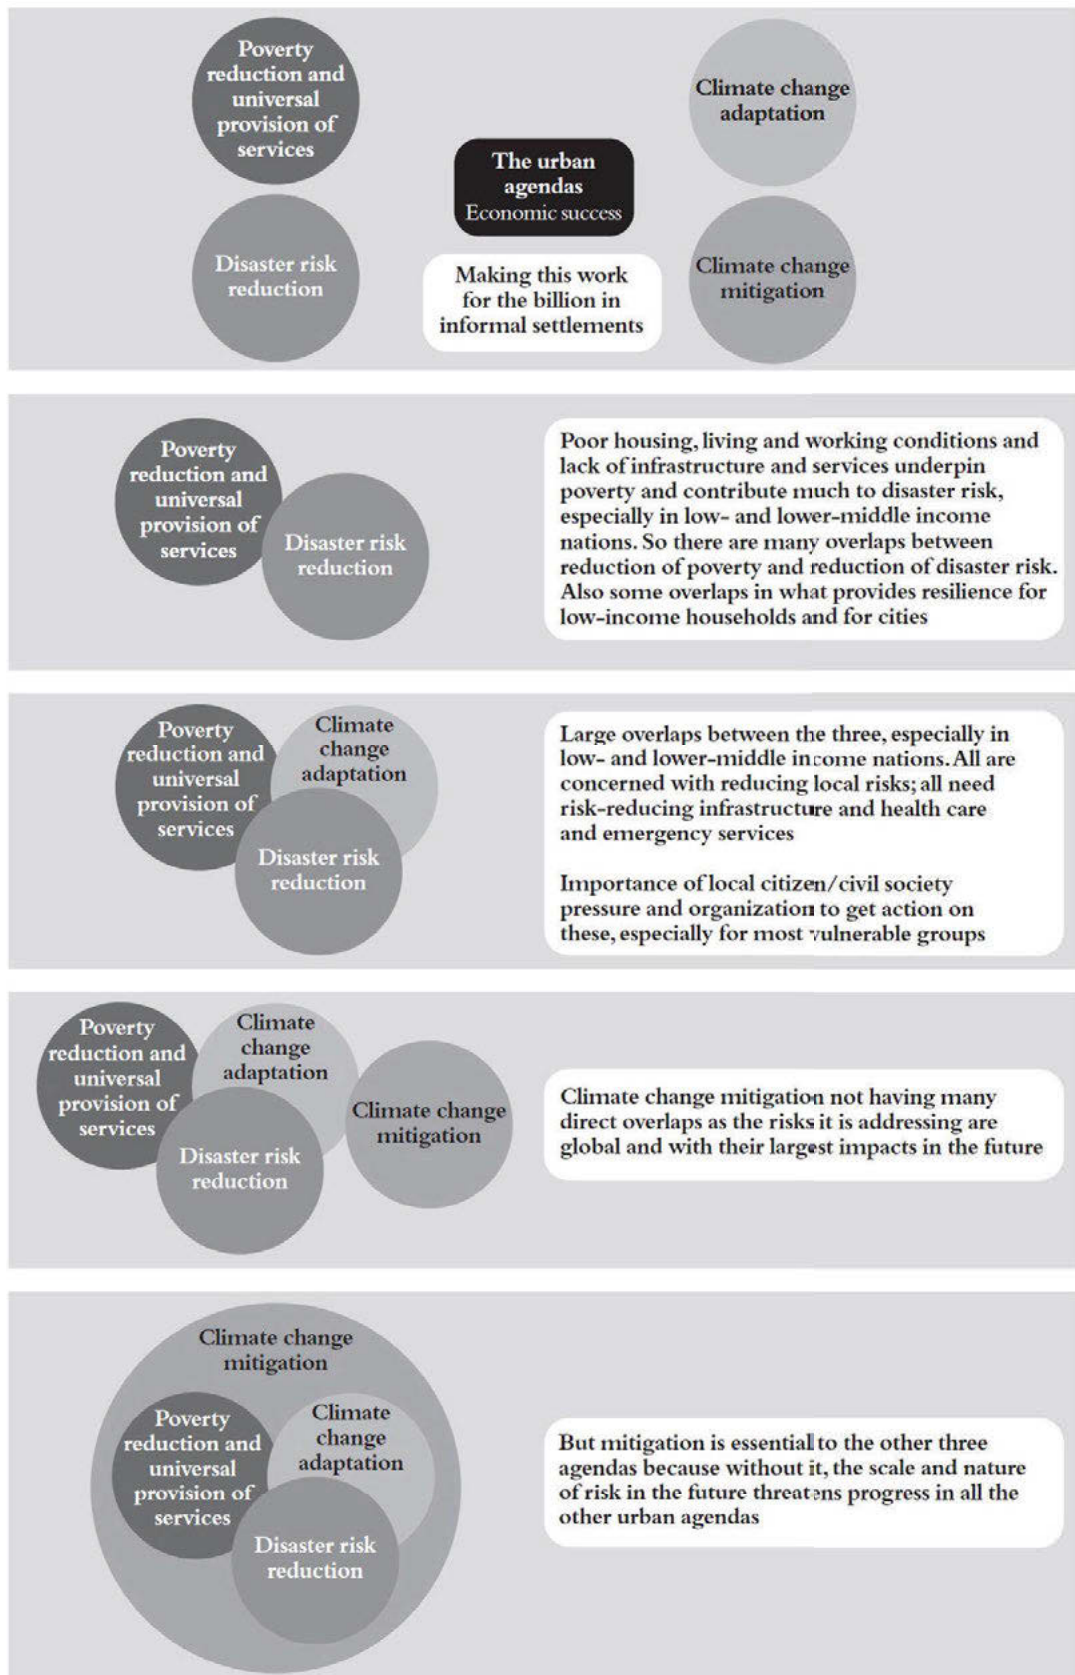 Poverty
reduction and
universal
provision of
services
Climate change
adaptation
The urban
agendas
Economic success
Disaster risk
reduction
Making this work
for the billion in
informal settlements
Climate change
mitigation
Poverty
reduction and
universal
provision of
services
Disaster risk
reduction
Poor housing, living and working conditions and
lack of infrastructure and services underpin
poverty and contribute much to disaster risk,
especially in low- and lower-middle income
nations. So there are many overlaps between
reduction of poverty and reduction of disaster risk.
Also some overlaps in what provides resilience for
low-income households and for cities
Poverty
reduction and
universal
provision of
services
Climate
change
adaptation
Disaster risk
reduction
Large overlaps between the three, especially in
low- and lower-middle income nations. All are
concerned with reducing local risks; all need
risk-reducing infrastructure and health care
and emergency services
Importance of local citizen/civil society
pressure and organization to get action on
these, especially for most vulnerable groups
Poverty
reduction and
universal
provision of
services
Climate
change
adaptation
Disaster risk
reduction
Climate change
mitigation
Climate change mitigation not having many
direct overlaps as the risks it is addressing are
global and with their largest impacts in the future
Climate change
mitigation
Poverty
reduction and
universal
provision of
services
Climate
change
adaptation
Disaster risk
reduction
But mitigation is essential to the other three
agendas because without it, the scale and nature
of risk in the future threatens progress in all the
other urban agendas